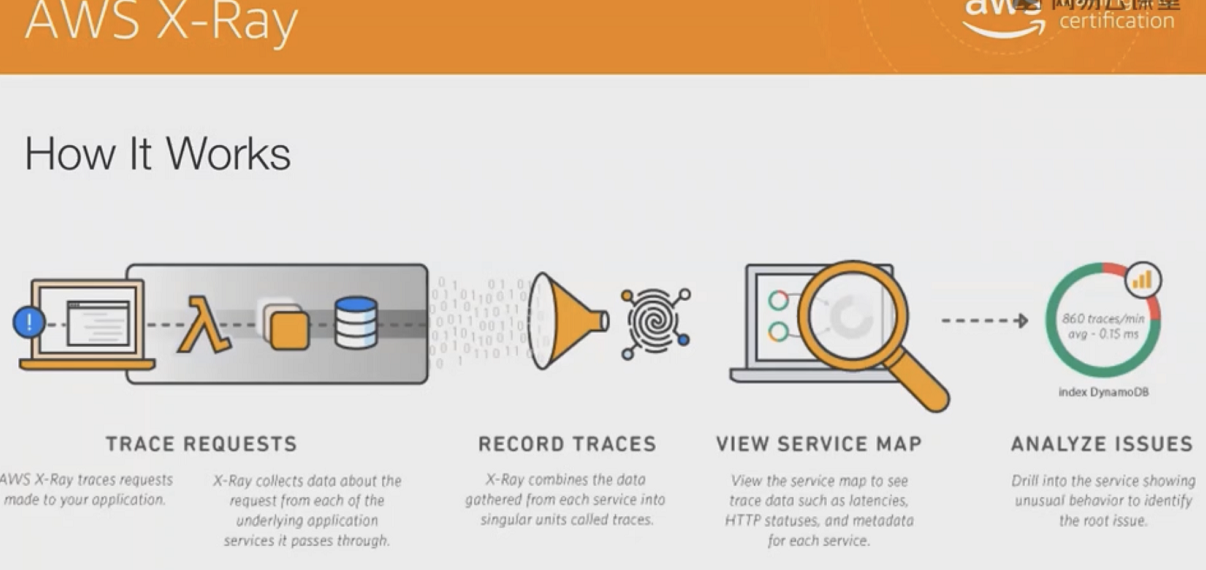 AWS X-Ray
aws
certification
How It Works
!
860 traces/min
avg - 0.15 ms
index DynamoDB
TRACE REQUESTS
RECORD TRACES
VIEW SERVICE MAP
ANALYZE ISSUES
AWS X-Ray traces requests
made to your application.
X-Ray collects data about the
request from each of the
underlying application
services it passes through.
X-Ray combines the data
gathered from each service into
singular units called traces.
View the service map to see
trace data such as latencies,
HTTP statuses, and metadata
for each service.
Drill into the service showing
unusual behavior to identify
the root issue.